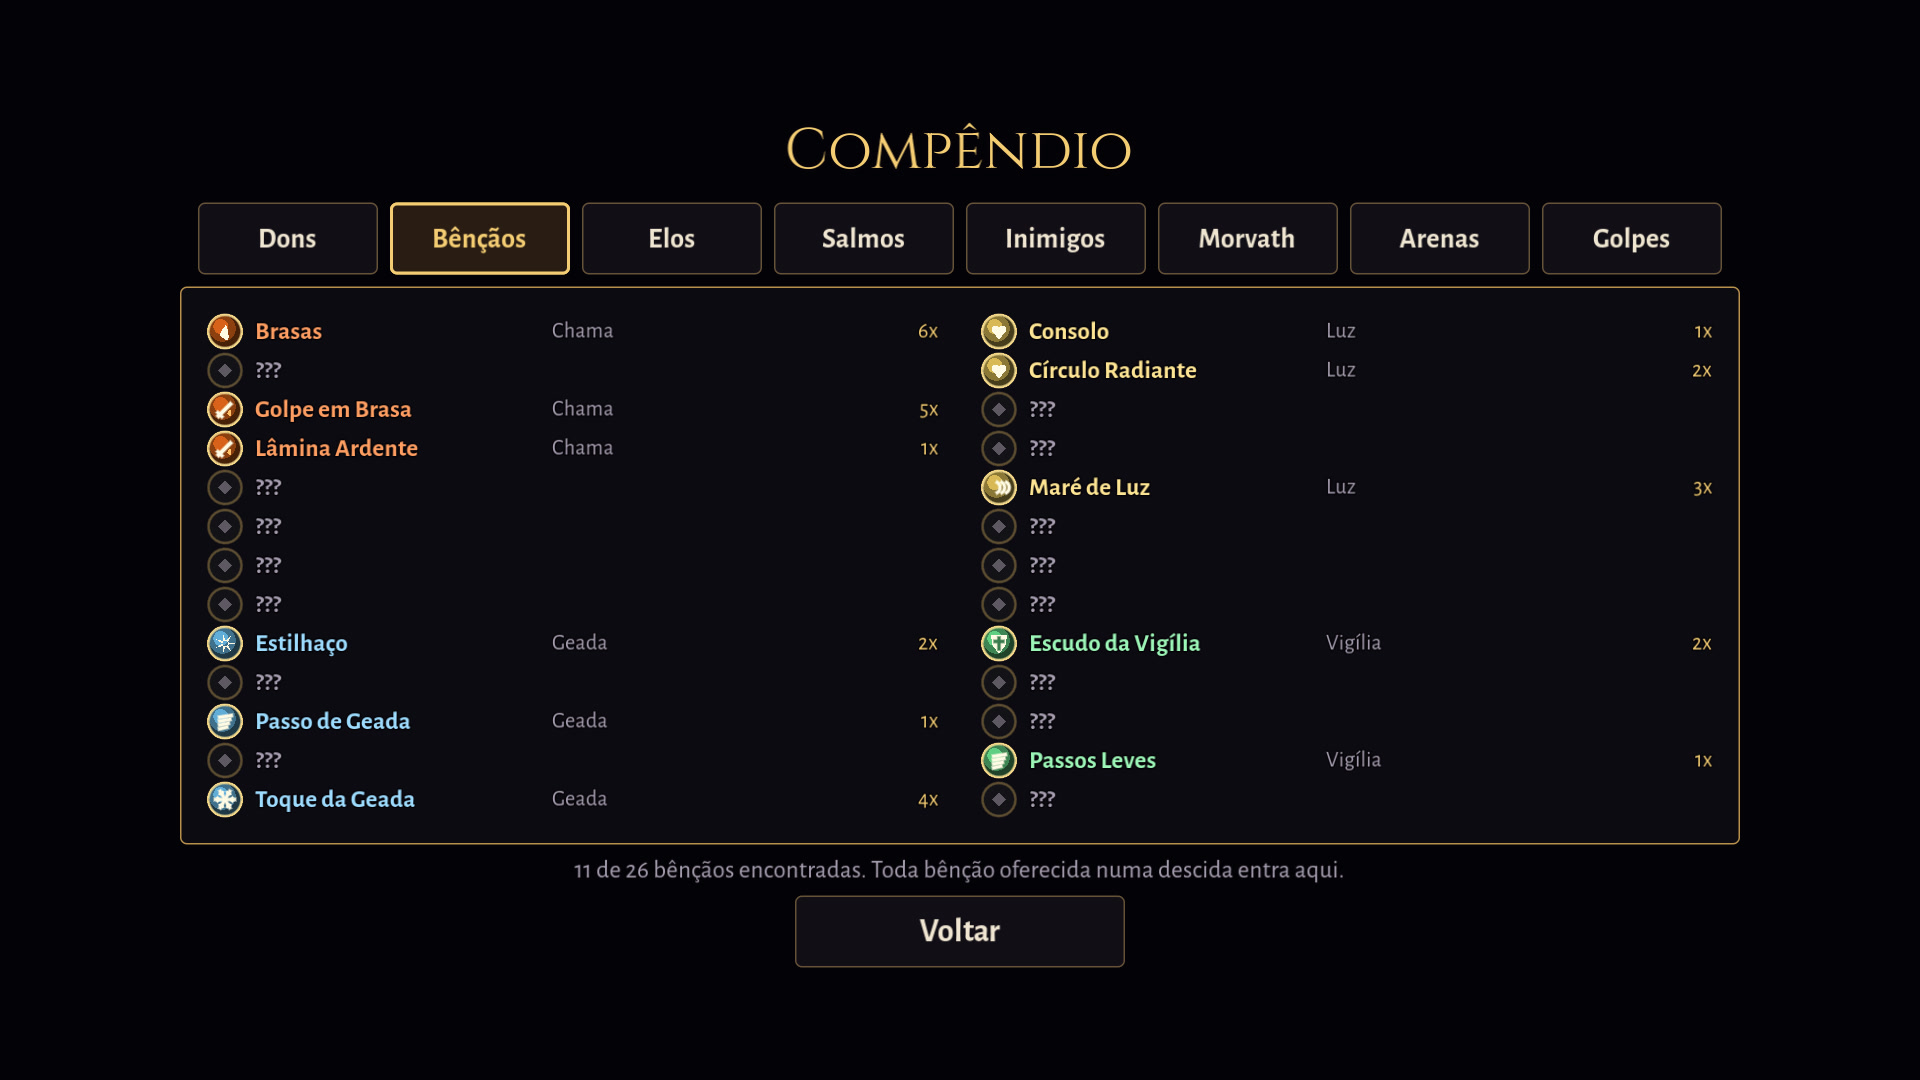 Compêndio
Dons
Bênçãos
Elos
Salmos
Inimigos
Morvath
Arenas
Golpes
Brasas Chama 6x
???
Golpe em Brasa Chama 5x
Lâmina Ardente Chama 1x
???
???
???
???
Estilhaço Geada 2x
???
Passo de Geada Geada 1x
???
Toque da Geada Geada 4x
Consolo Luz 1x
Círculo Radiante Luz 2x
???
???
Maré de Luz Luz 3x
???
???
???
Escudo da Vigília Vigília 2x
???
???
Passos Leves Vigília 1x
???
11 de 26 bênçãos encontradas. Toda bênção oferecida numa descida entra aqui.
Voltar